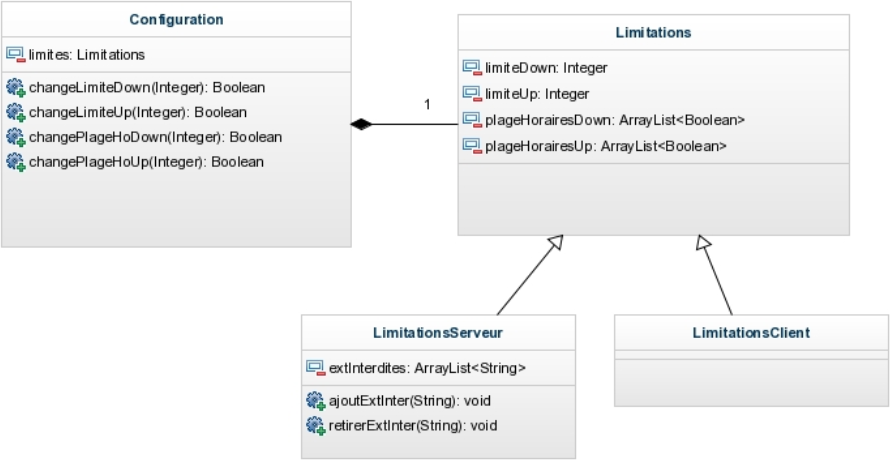 Configuration
limites: Limitations
changeLimiteDown(Integer): Boolean
changeLimiteUp(Integer): Boolean
changePlageHoDown(Integer): Boolean
changePlageHoUp(Integer): Boolean
1
Limitations
limiteDown: Integer
limiteUp: Integer
plageHorairesDown: ArrayList<Boolean>
plageHorairesUp: ArrayList<Boolean>
LimitationsServeur
extInterdites: ArrayList<String>
ajoutExtInter(String): void
retirerExtInter(String): void
LimitationsClient